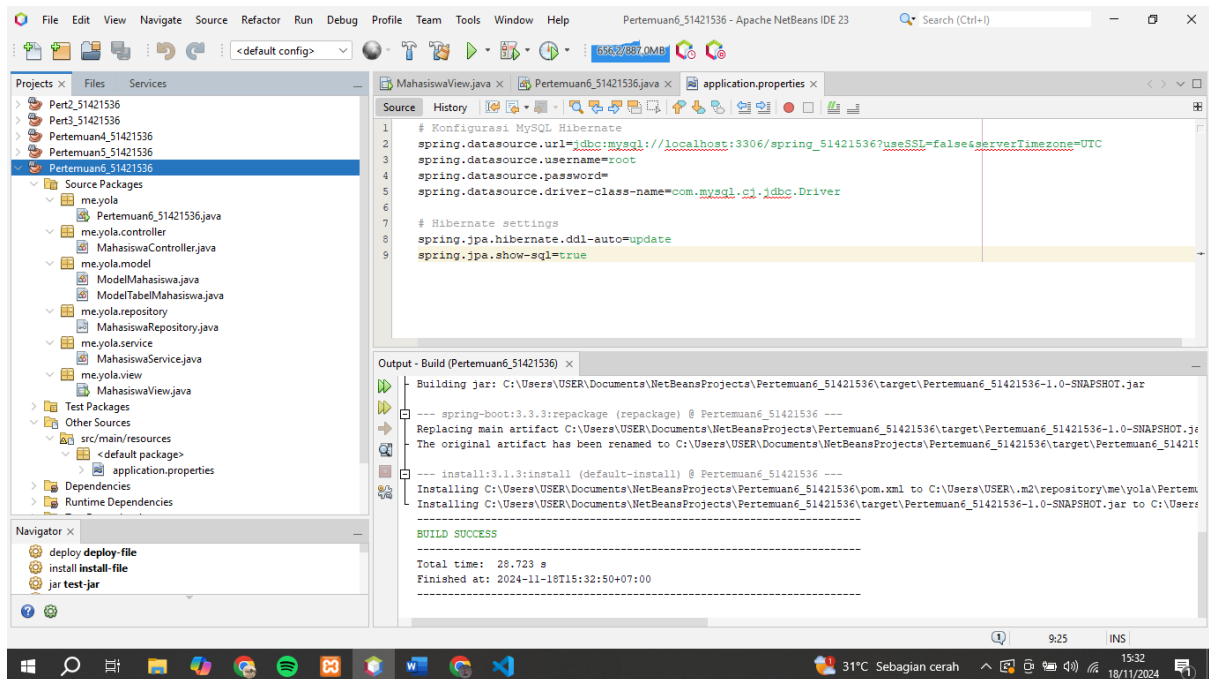 File Edit View Navigate Source Refactor Run Debug Profile Team Tools Window Help Pertemuan6_51421536 - Apache NetBeans IDE 23 Search (Ctrl+I)
<default config> 656,2/887,0MB
Projects Files Services
Pert2_51421536
Pert3_51421536
Pertemuan4_51421536
Pertemuan5_51421536
Pertemuan6_51421536
Source Packages
me.yola
Pertemuan6_51421536.java
me.yola.controller
MahasiswaController.java
me.yola.model
ModelMahasiswa.java
ModelTabelMahasiswa.java
me.yola.repository
MahasiswaRepository.java
me.yola.service
MahasiswaService.java
me.yola.view
MahasiswaView.java
Test Packages
Other Sources
src/main/resources
<default package>
application.properties
Dependencies
Runtime Dependencies
Navigator
deploy deploy-file
install install-file
jar test-jar
MahasiswaView.java Pertemuan6_51421536.java application.properties
Source History
1 # Konfigurasi MySQL Hibernate
2 spring.datasource.url=jdbc:mysql://localhost:3306/spring_51421536?useSSL=false&serverTimezone=UTC
3 spring.datasource.username=root
4 spring.datasource.password=
5 spring.datasource.driver-class-name=com.mysql.cj.jdbc.Driver
6
7 # Hibernate settings
8 spring.jpa.hibernate.ddl-auto=update
9 spring.jpa.show-sql=true
Output - Build (Pertemuan6_51421536)
Building jar: C:\Users\USER\Documents\NetBeansProjects\Pertemuan6_51421536\target\Pertemuan6_51421536-1.0-SNAPSHOT.jar
--- spring-boot:3.3.3:repackage (repackage) @ Pertemuan6_51421536 ---
Replacing main artifact C:\Users\USER\Documents\NetBeansProjects\Pertemuan6_51421536\target\Pertemuan6_51421536-1.0-SNAPSHOT.ja
The original artifact has been renamed to C:\Users\USER\Documents\NetBeansProjects\Pertemuan6_51421536\target\Pertemuan6_51421
--- install:3.1.3:install (default-install) @ Pertemuan6_51421536 ---
Installing C:\Users\USER\Documents\NetBeansProjects\Pertemuan6_51421536\pom.xml to C:\Users\USER\.m2\repository\me\yola\Pertemu
Installing C:\Users\USER\Documents\NetBeansProjects\Pertemuan6_51421536\target\Pertemuan6_51421536-1.0-SNAPSHOT.jar to C:\Users
------------------------------------------------------------------------
BUILD SUCCESS
------------------------------------------------------------------------
Total time: 28.723 s
Finished at: 2024-11-18T15:32:50+07:00
------------------------------------------------------------------------
1 9:25 INS
31°C Sebagian cerah 15:32
18/11/2024